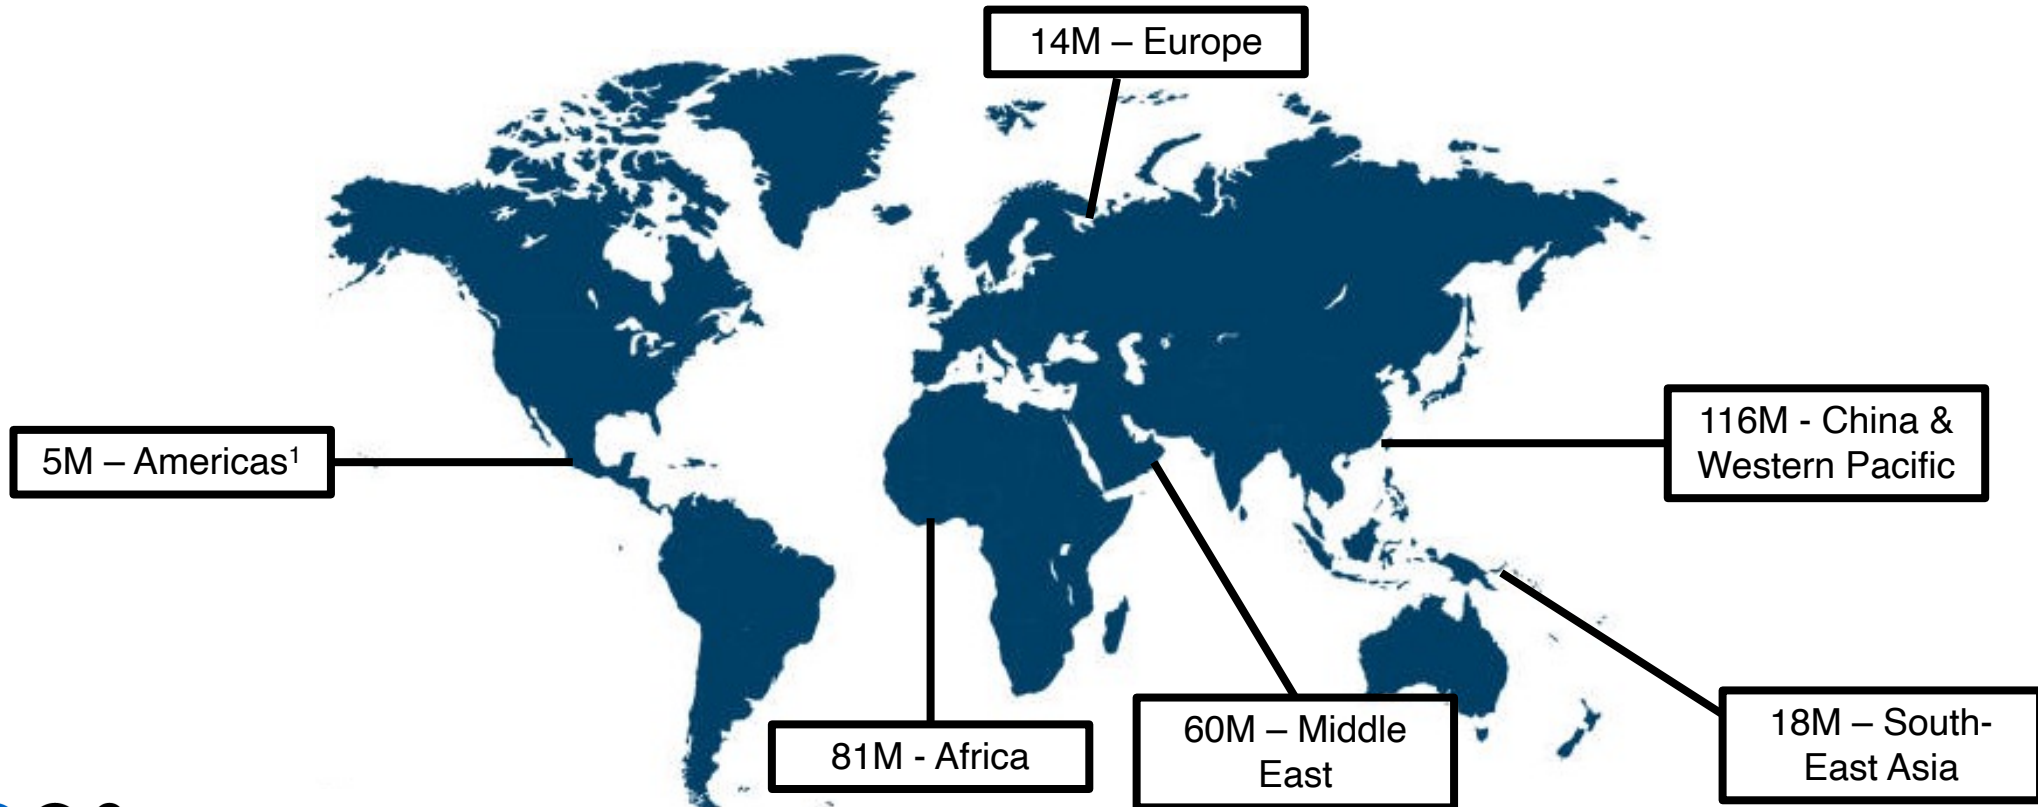 14M – Europe
5M – Americas¹
116M - China &
Western Pacific
81M - Africa
60M – Middle
East
18M – South-
East Asia